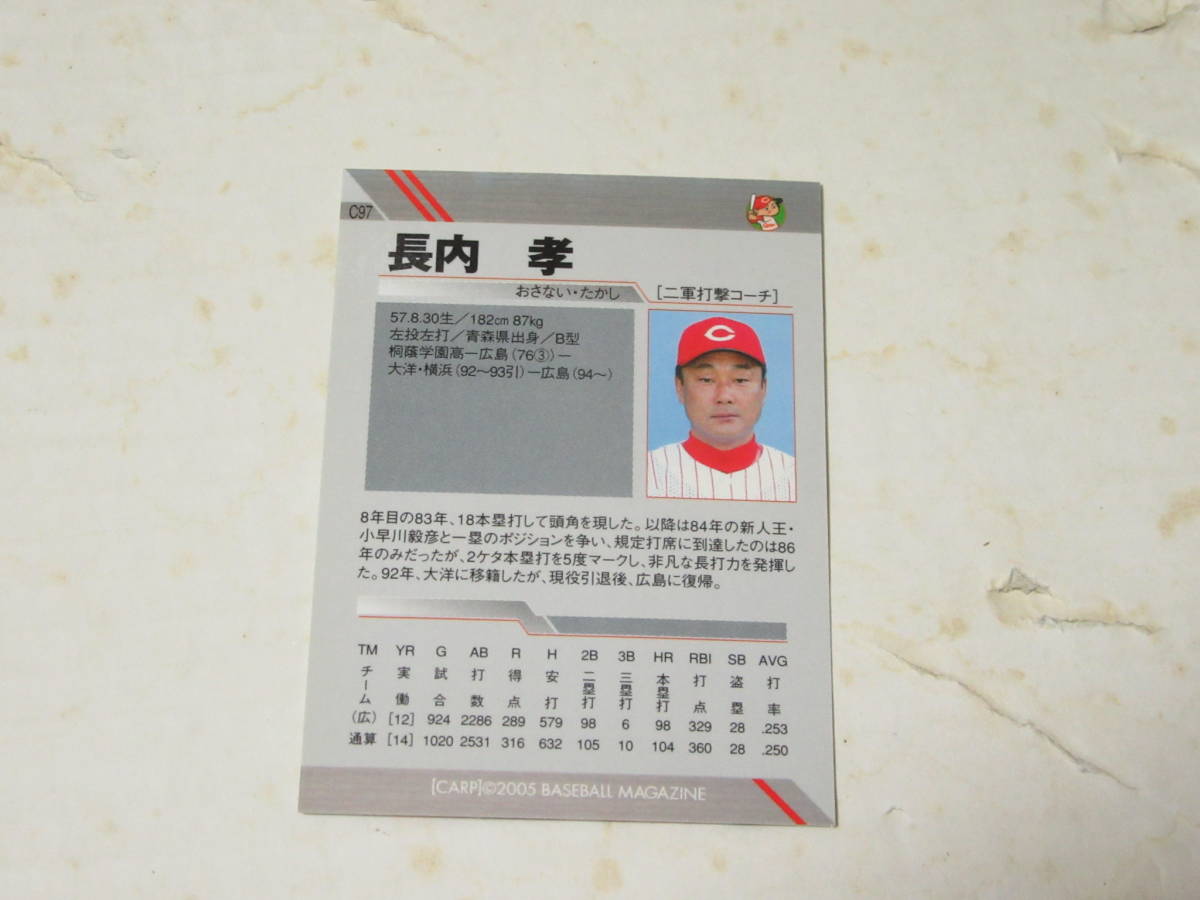 C97
長内 孝
おさない・たかし
[二軍打撃コーチ]
57.8.30生/182cm 87kg
左投左打/青森県出身/B型
桐蔭学園高―広島(76③)―
大洋・横浜(92〜93引)―広島(94〜)
8年目の83年、18本塁打して頭角を現した。以降は84年の新人王・
小早川毅彦と一塁のポジションを争い、規定打席に到達したのは86
年のみだったが、2ケタ本塁打を5度マークし、非凡な長打力を発揮し
た。92年、大洋に移籍したが、現役引退後、広島に復帰。
TM YR G AB R H 2B 3B HR RBI SB AVG
チーム 実働 試合 打数 得点 安打 二塁打 三塁打 本塁打 打点 盗塁 打率
(広) [12] 924 2286 289 579 98 6 98 329 28 .253
通算 [14] 1020 2531 316 632 105 10 104 360 28 .250
[CARP]©2005 BASEBALL MAGAZINE